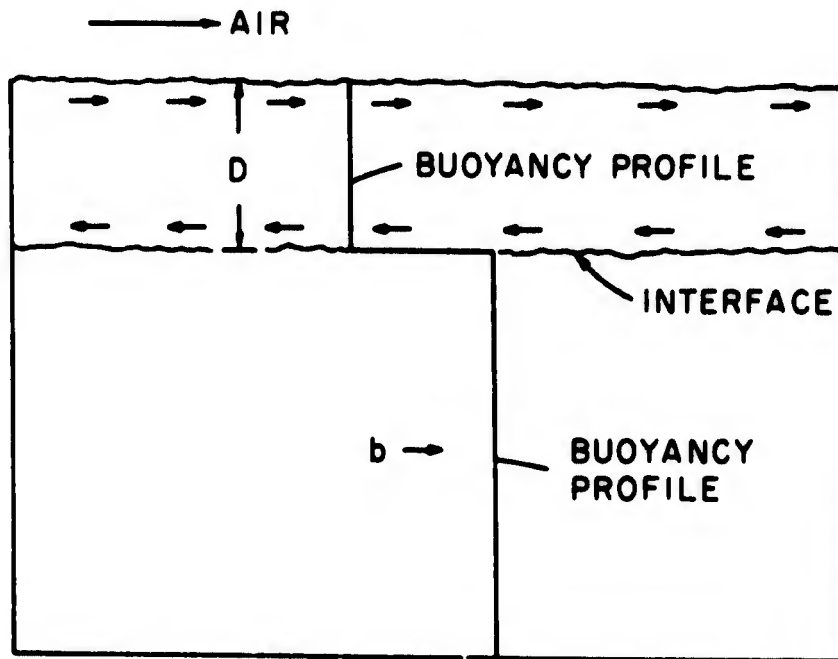 AIR
D
BUOYANCY PROFILE
INTERFACE
b
BUOYANCY
PROFILE